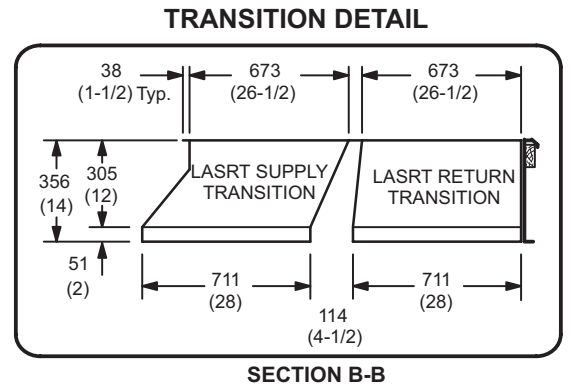 TRANSITION DETAIL
38
(1-1/2) Typ.
673
(26-1/2)
673
(26-1/2)
356
(14)
305
(12)
LASRT SUPPLY
TRANSITION
LASRT RETURN
TRANSITION
51
(2)
711
(28)
711
(28)
114
(4-1/2)
SECTION B-B